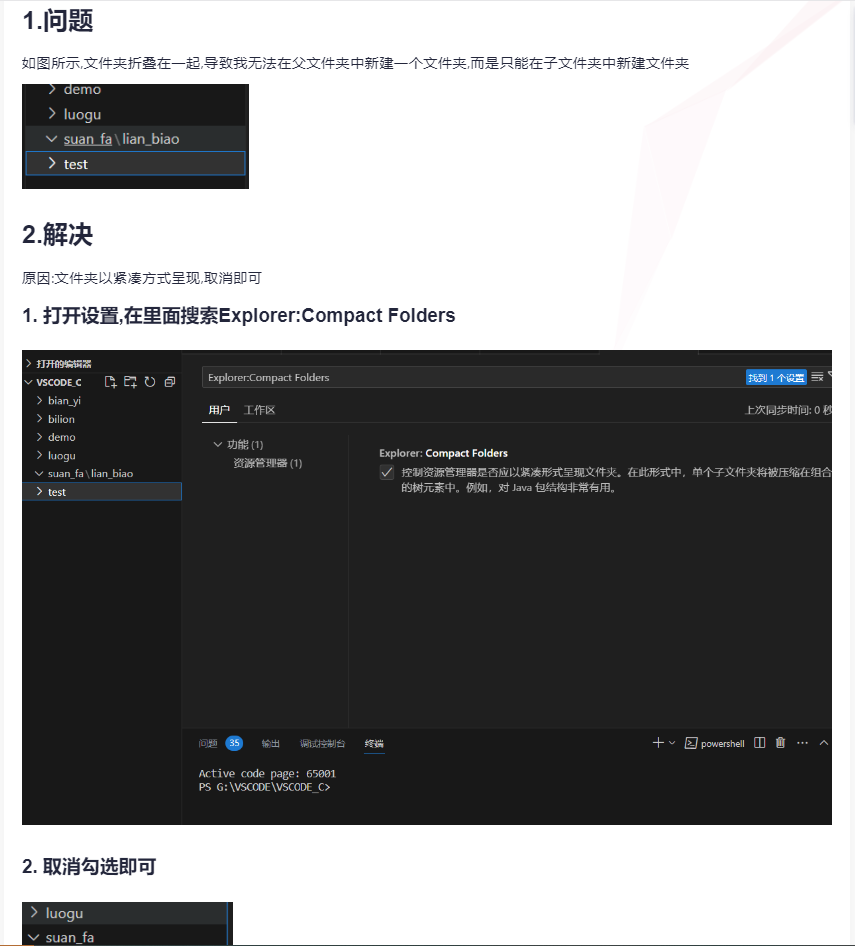 1.问题
如图所示,文件夹折叠在一起,导致我无法在父文件夹中新建一个文件夹,而是只能在子文件夹中新建文件夹
demo
luogu
suan_fa\lian_biao
test
2.解决
原因:文件夹以紧凑方式呈现,取消即可
1. 打开设置,在里面搜索Explorer:Compact Folders
打开的编辑器
VSCODE_C
bian_yi
bilion
demo
luogu
suan_fa\lian_biao
test
Explorer:Compact Folders
找到 1 个设置
用户 工作区
上次同步时间: 0 秒
功能 (1)
资源管理器 (1)
Explorer: Compact Folders
控制资源管理器是否应以紧凑形式呈现文件夹。在此形式中，单个子文件夹将被压缩在组合
的树元素中。例如，对 Java 包结构非常有用。
问题 35 输出 调试控制台 终端
powershell
Active code page: 65001
PS G:\VSCODE\VSCODE_C>
2. 取消勾选即可
luogu
suan_fa